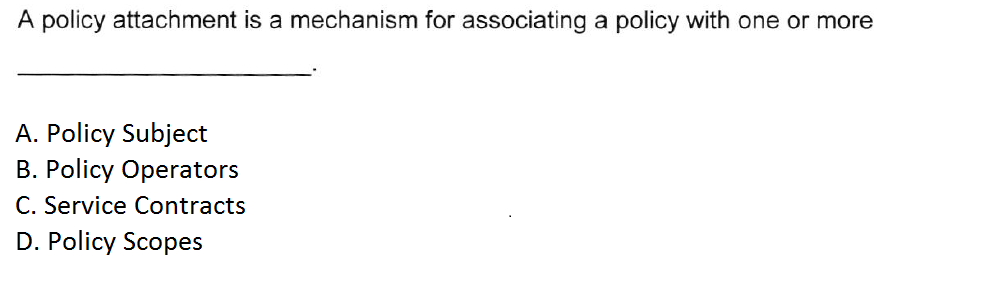 A policy attachment is a mechanism for associating a policy with one or more
____________________.
A. Policy Subject
B. Policy Operators
C. Service Contracts
D. Policy Scopes